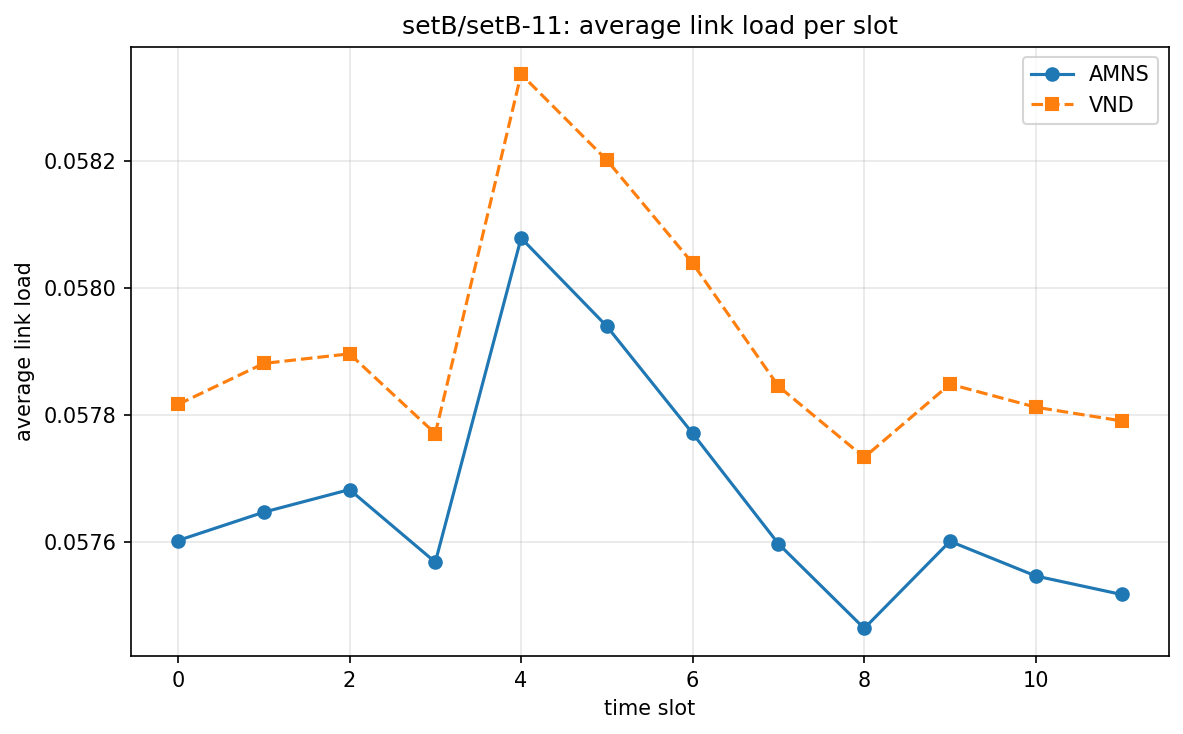 setB/setB-11: average link load per slot
AMNS
VND
average link load
0.0582
0.0580
0.0578
0.0576
0 2 4 6 8 10
time slot